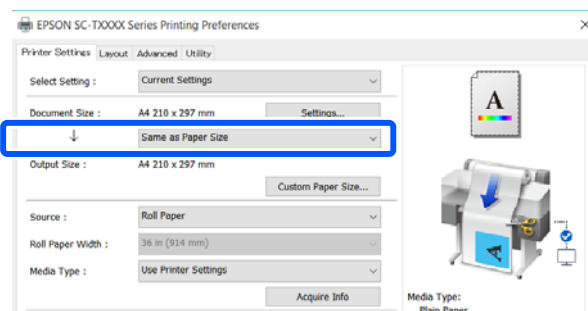 EPSON SC-TXXXX Series Printing Preferences
Printer Settings Layout Advanced Utility
Select Setting : Current Settings
Document Size : A4 210 x 297 mm Settings...
↓ Same as Paper Size
Output Size : A4 210 x 297 mm
Custom Paper Size...
Source : Roll Paper
Roll Paper Width : 36 in (914 mm)
Media Type : Use Printer Settings
Acquire Info
A
A
Media Type:
Plain Paper